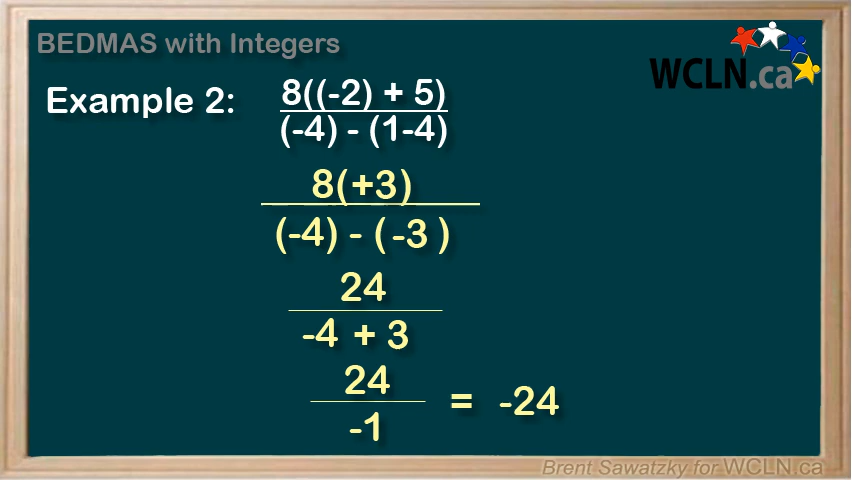 BEDMAS with Integers
WCLN.ca
Example 2:
8((-2) + 5)
(-4) - (1-4)
8(+3)
(-4) - ( -3 )
24
-4 + 3
24
-1
= -24
Brent Sawatzky for WCLN.ca